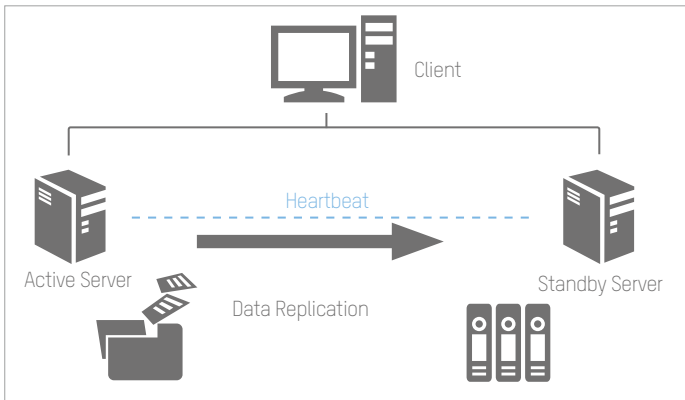 Client
Heartbeat
Active Server
Standby Server
Data Replication